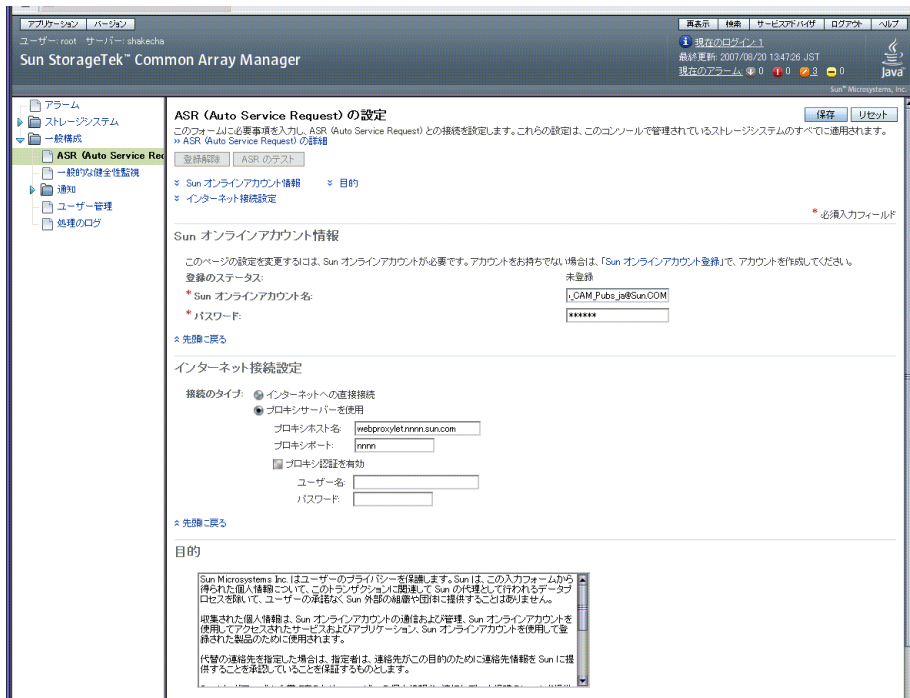 アプリケーション バージョン
再表示 検索 サービスアドバイザ ログアウト ヘルプ
ユーザー: root サーバー: shakecha
現在のログイン: 1
Sun StorageTek™ Common Array Manager
最終更新: 2007/08/20 13:47:26 JST
現在のアラーム: 0 0 3 0
Java
Sun™ Microsystems, Inc.
アラーム
ストレージシステム
一般構成
ASR (Auto Service Req
一般的な健全性監視
通知
ユーザー管理
処理のログ
ASR (Auto Service Request) の設定
保存 リセット
このフォームに必要事項を入力し、ASR (Auto Service Request) との接続を設定します。これらの設定は、このコンソールで管理されているストレージシステムのすべてに適用されます。
» ASR (Auto Service Request) の詳細
登録解除 ASR のテスト
Sun オンラインアカウント情報 目的
インターネット接続設定
* 必須入力フィールド
Sun オンラインアカウント情報
このページの設定を変更するには、Sun オンラインアカウントが必要です。アカウントをお持ちでない場合は、「Sun オンラインアカウント登録」で、アカウントを作成してください。
登録のステータス: 未登録
* Sun オンラインアカウント名: _CAM_Pubs_ja@Sun.COM
* パスワード: ******
先頭に戻る
インターネット接続設定
接続のタイプ: インターネットへの直接接続
プロキシサーバーを使用
プロキシホスト名: webproxylet.nnnn.sun.com
プロキシポート: nnnn
プロキシ認証を有効
ユーザー名:
パスワード:
先頭に戻る
目的
Sun Microsystems Inc. はユーザーのプライバシーを保護します。Sun は、この入力フォームから
得られた個人情報について、このトランザクションに関連して Sun の代理として行われるデータプ
ロセスを除いて、ユーザーの承諾なく Sun 外部の組織や団体に提供することはありません。
収集された個人情報は、Sun オンラインアカウントの通信および管理、Sun オンラインアカウントを
使用してアクセスされたサービスおよびアプリケーション、Sun オンラインアカウントを使用して登
録された製品のために使用されます。
代替の連絡先を指定した場合は、指定者は、連絡先がこの目的のために連絡先情報を Sun に提
供することを承認していることを保証するものとします。